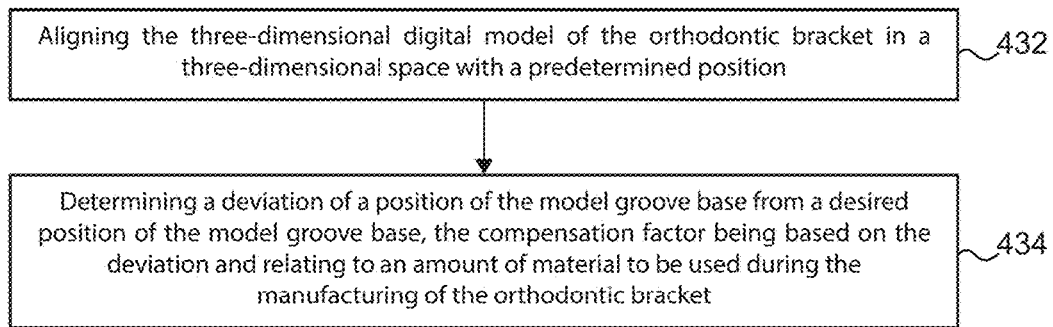 Aligning the three-dimensional digital model of the orthodontic bracket in a
three-dimensional space with a predetermined position
432
Determining a deviation of a position of the model groove base from a desired
position of the model groove base, the compensation factor being based on the
deviation and relating to an amount of material to be used during the
manufacturing of the orthodontic bracket
434